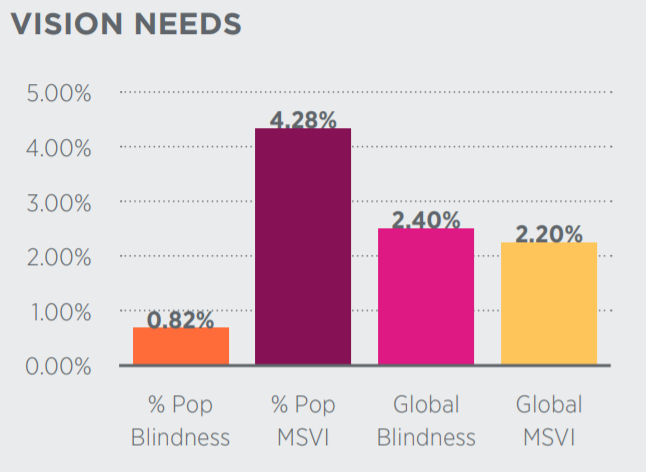 VISION NEEDS
5.00%
4.00%
3.00%
2.00%
1.00%
0.00%
0.82%
4.28%
2.40%
2.20%
% Pop
Blindness
% Pop
MSVI
Global
Blindness
Global
MSVI